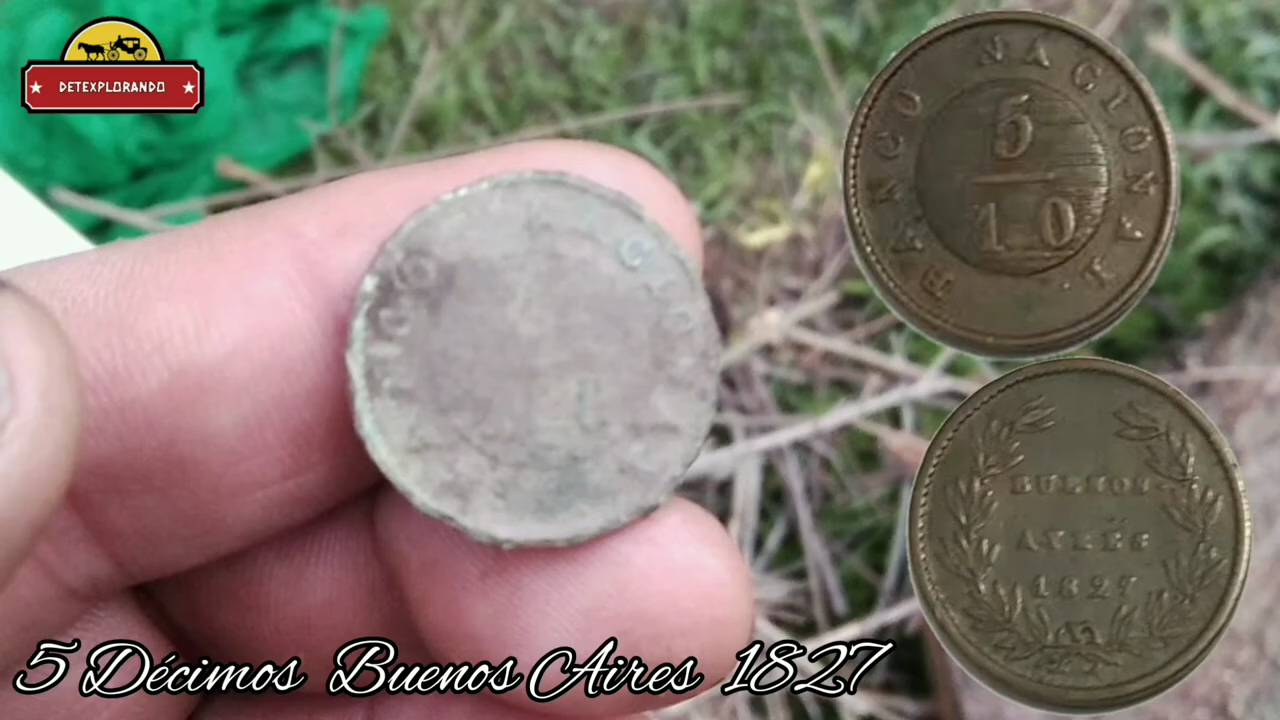 DETEXPLORANDO
BANCO NACIONAL
5
10
BUENOS
AYRES
1827
5 Décimos Buenos Aires 1827